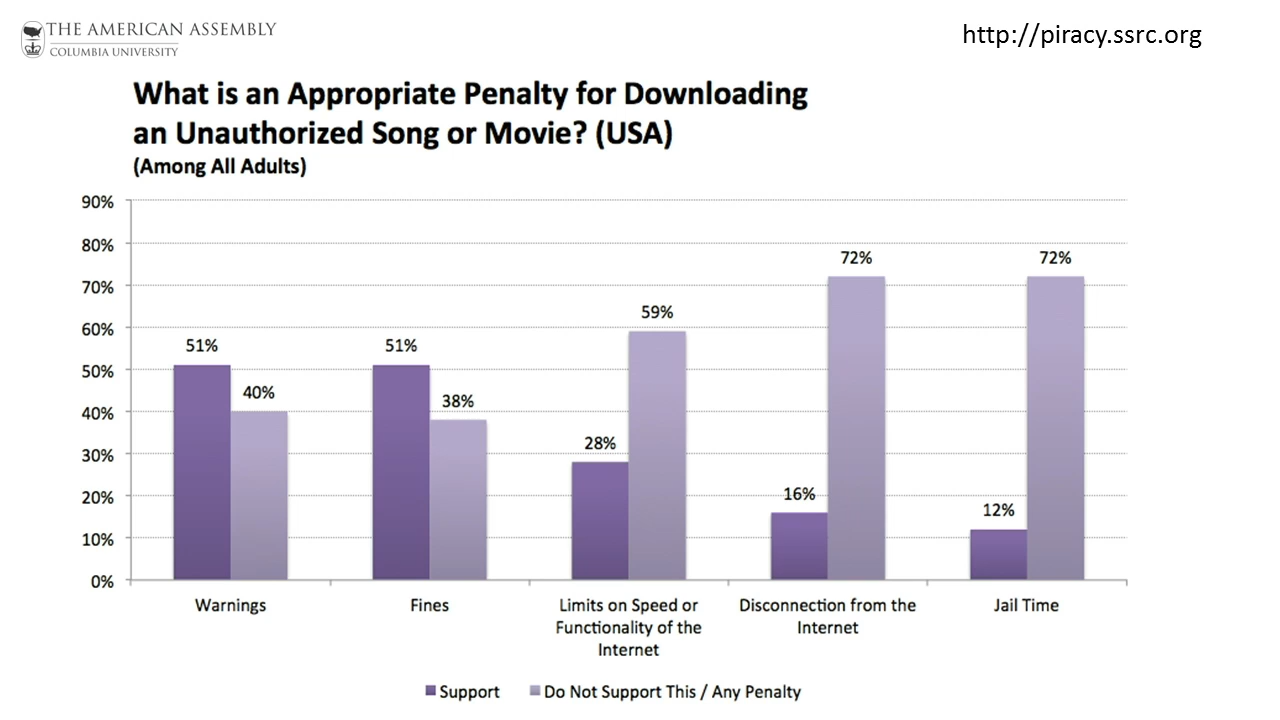 THE AMERICAN ASSEMBLY
COLUMBIA UNIVERSITY
http://piracy.ssrc.org
What is an Appropriate Penalty for Downloading
an Unauthorized Song or Movie? (USA)
(Among All Adults)
90%
80%
70%
60%
50%
40%
30%
20%
10%
0%
51%
40%
51%
38%
28%
59%
16%
72%
12%
72%
Warnings
Fines
Limits on Speed or
Functionality of the
Internet
Disconnection from the
Internet
Jail Time
Support
Do Not Support This / Any Penalty